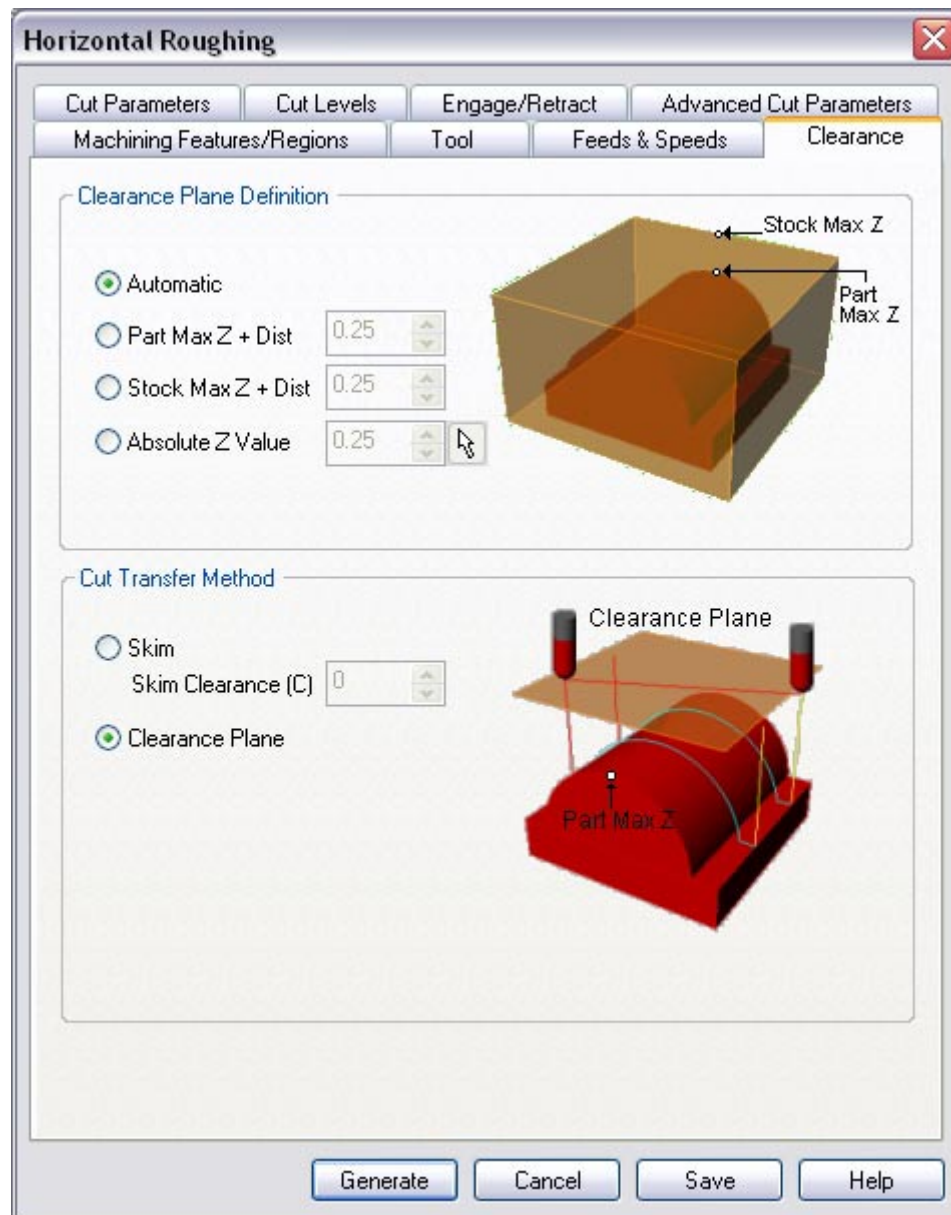 Horizontal Roughing
Cut Parameters
Cut Levels
Engage/Retract
Advanced Cut Parameters
Machining Features/Regions
Tool
Feeds & Speeds
Clearance
Clearance Plane Definition
Automatic
Part Max Z + Dist
0.25
Stock Max Z + Dist
0.25
Absolute Z Value
0.25
Stock Max Z
Part
Max Z
Cut Transfer Method
Skim
Skim Clearance (C)
0
Clearance Plane
Clearance Plane
Part Max Z
Generate
Cancel
Save
Help